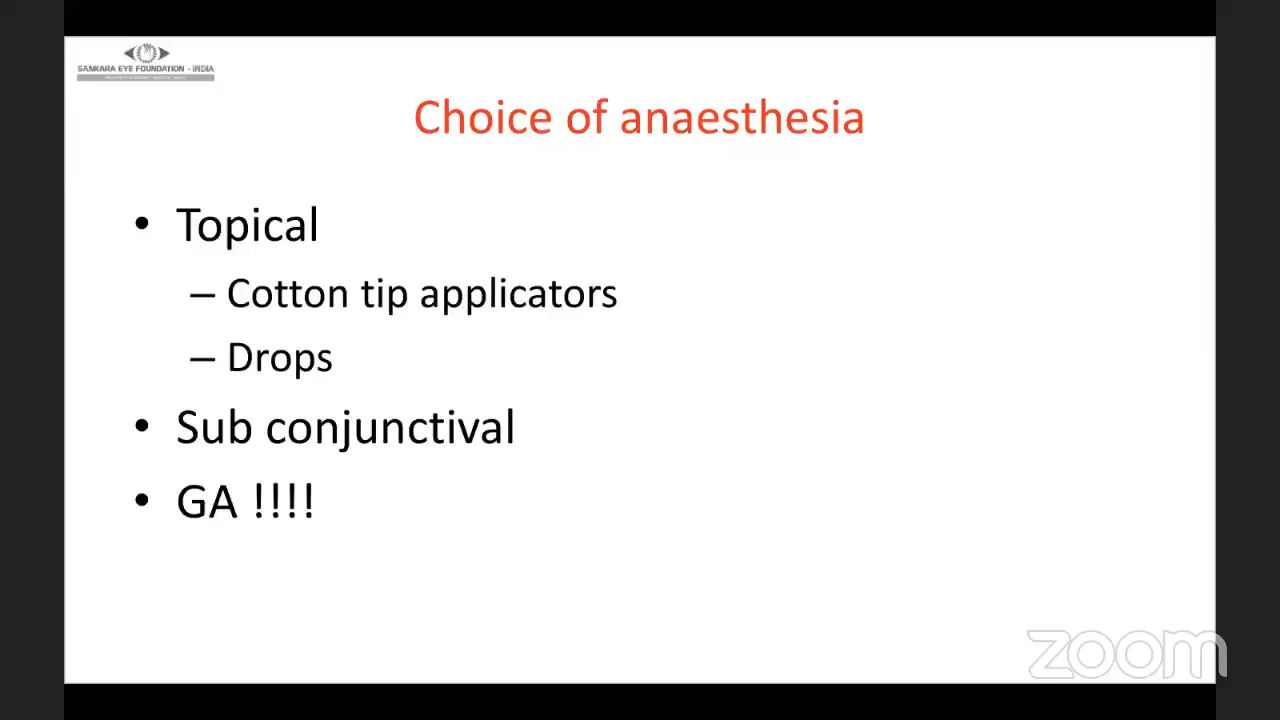 SANKARA EYE FOUNDATION - INDIA
Choice of anaesthesia
• Topical
– Cotton tip applicators
– Drops
• Sub conjunctival
• GA !!!!
zoom